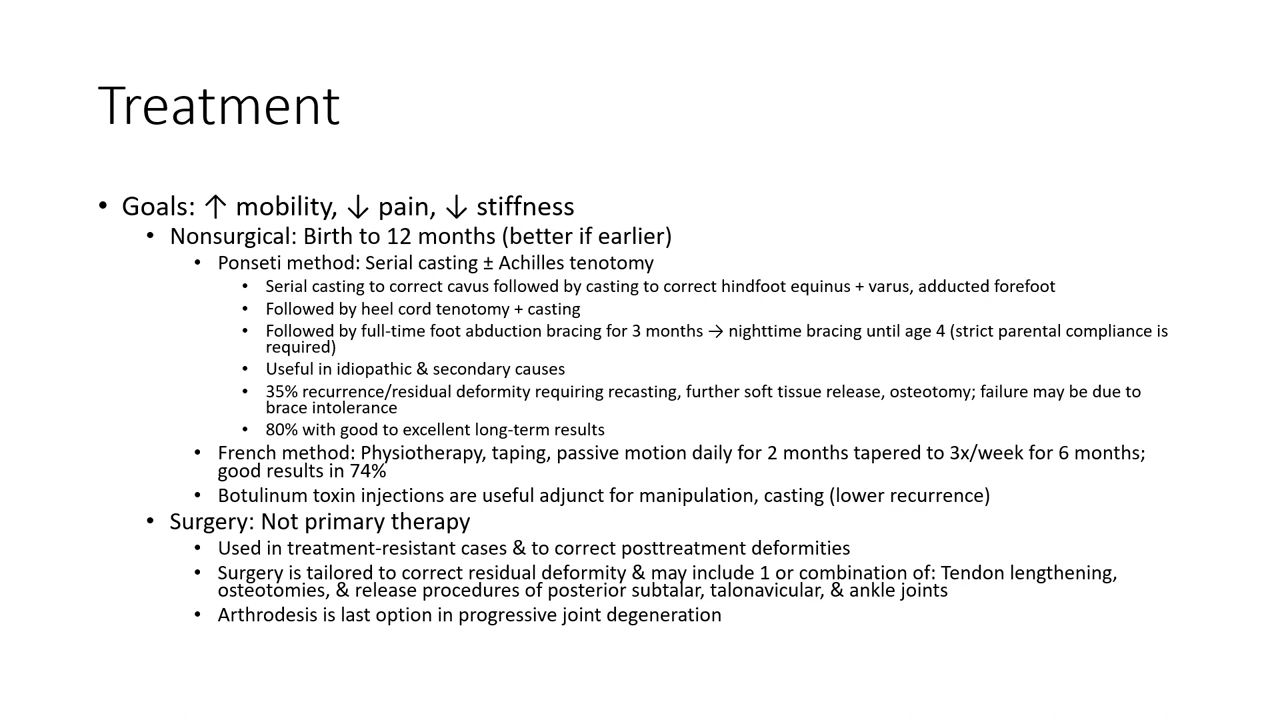 Treatment
• Goals: ↑ mobility, ↓ pain, ↓ stiffness
• Nonsurgical: Birth to 12 months (better if earlier)
• Ponseti method: Serial casting ± Achilles tenotomy
• Serial casting to correct cavus followed by casting to correct hindfoot equinus + varus, adducted forefoot
• Followed by heel cord tenotomy + casting
• Followed by full-time foot abduction bracing for 3 months → nighttime bracing until age 4 (strict parental compliance is
required)
• Useful in idiopathic & secondary causes
• 35% recurrence/residual deformity requiring recasting, further soft tissue release, osteotomy; failure may be due to
brace intolerance
• 80% with good to excellent long-term results
• French method: Physiotherapy, taping, passive motion daily for 2 months tapered to 3x/week for 6 months;
good results in 74%
• Botulinum toxin injections are useful adjunct for manipulation, casting (lower recurrence)
• Surgery: Not primary therapy
• Used in treatment-resistant cases & to correct posttreatment deformities
• Surgery is tailored to correct residual deformity & may include 1 or combination of: Tendon lengthening,
osteotomies, & release procedures of posterior subtalar, talonavicular, & ankle joints
• Arthrodesis is last option in progressive joint degeneration